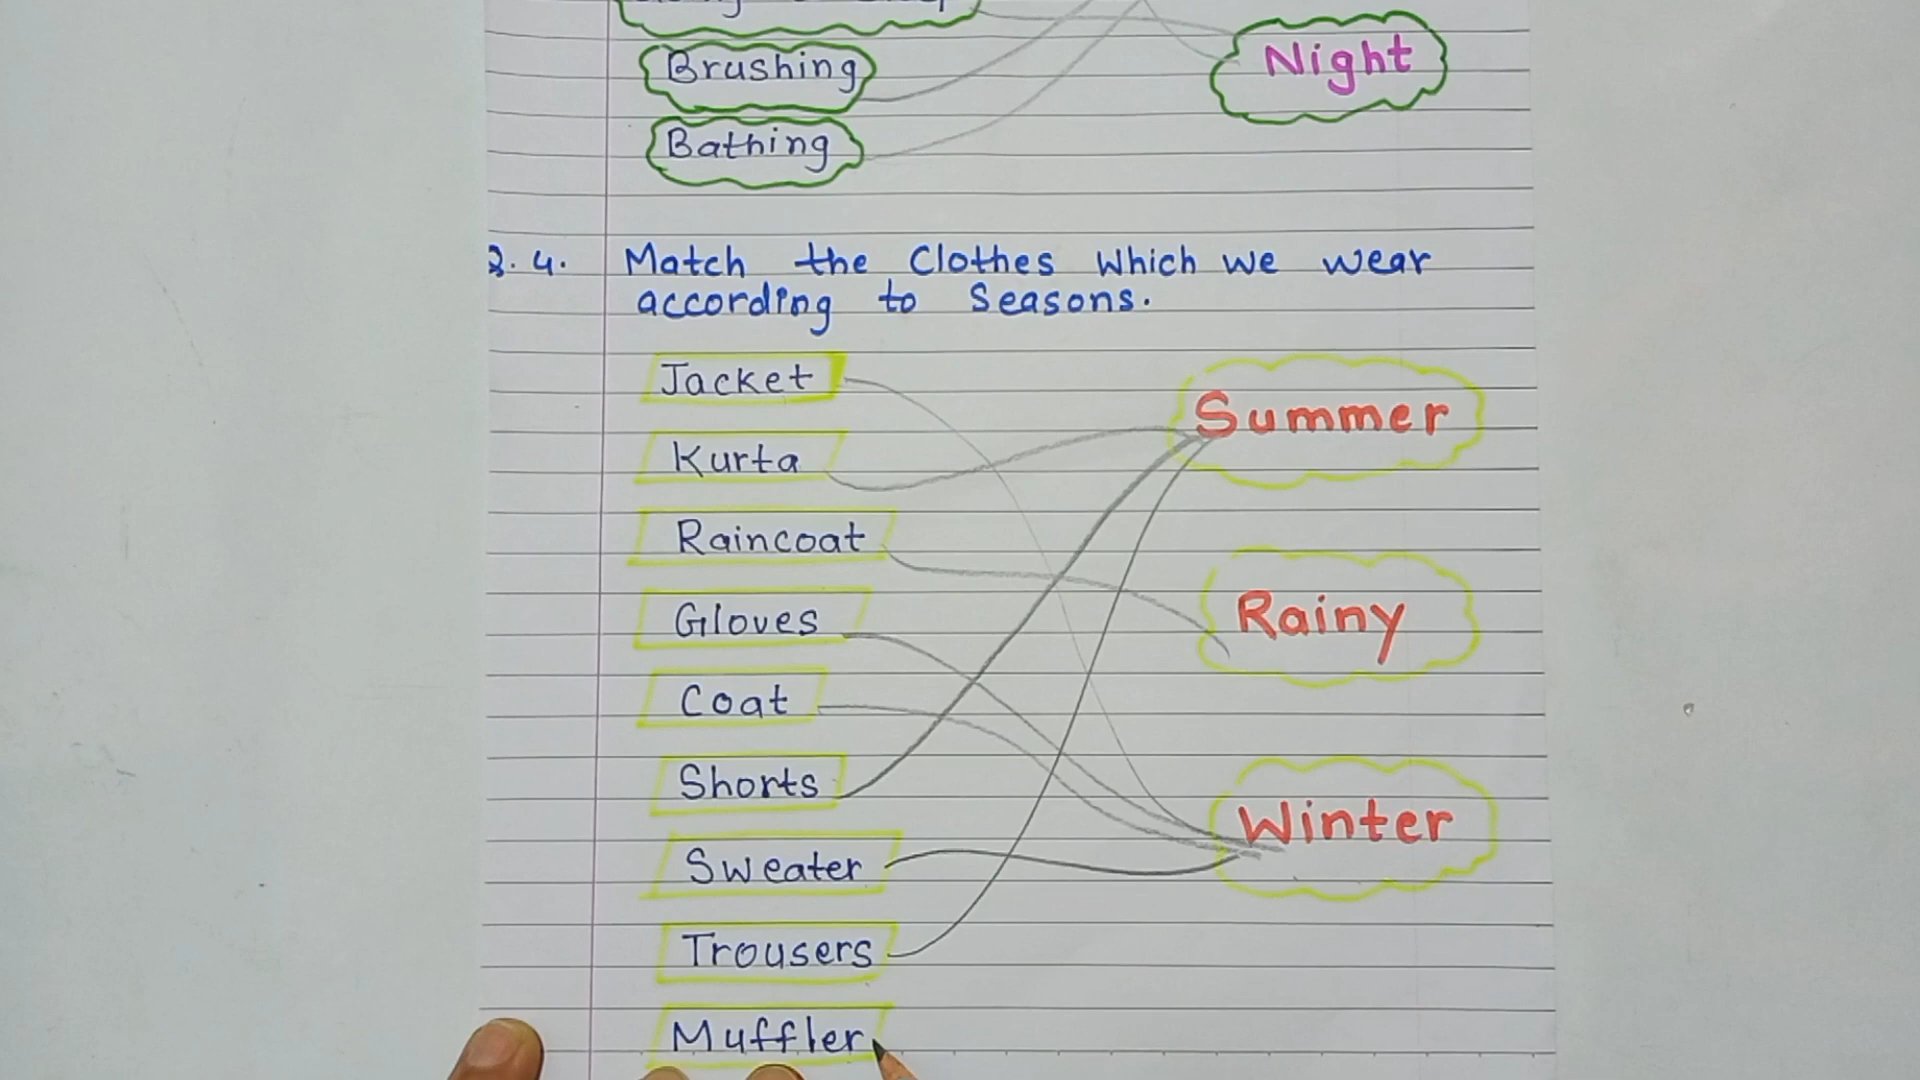 Brushing
Night
Bathing
Q.4. Match the Clothes Which we wear
according to Seasons.
Jacket
Summer
Kurta
Raincoat
Gloves
Rainy
Coat
Shorts
Winter
Sweater
Trousers
Muffler